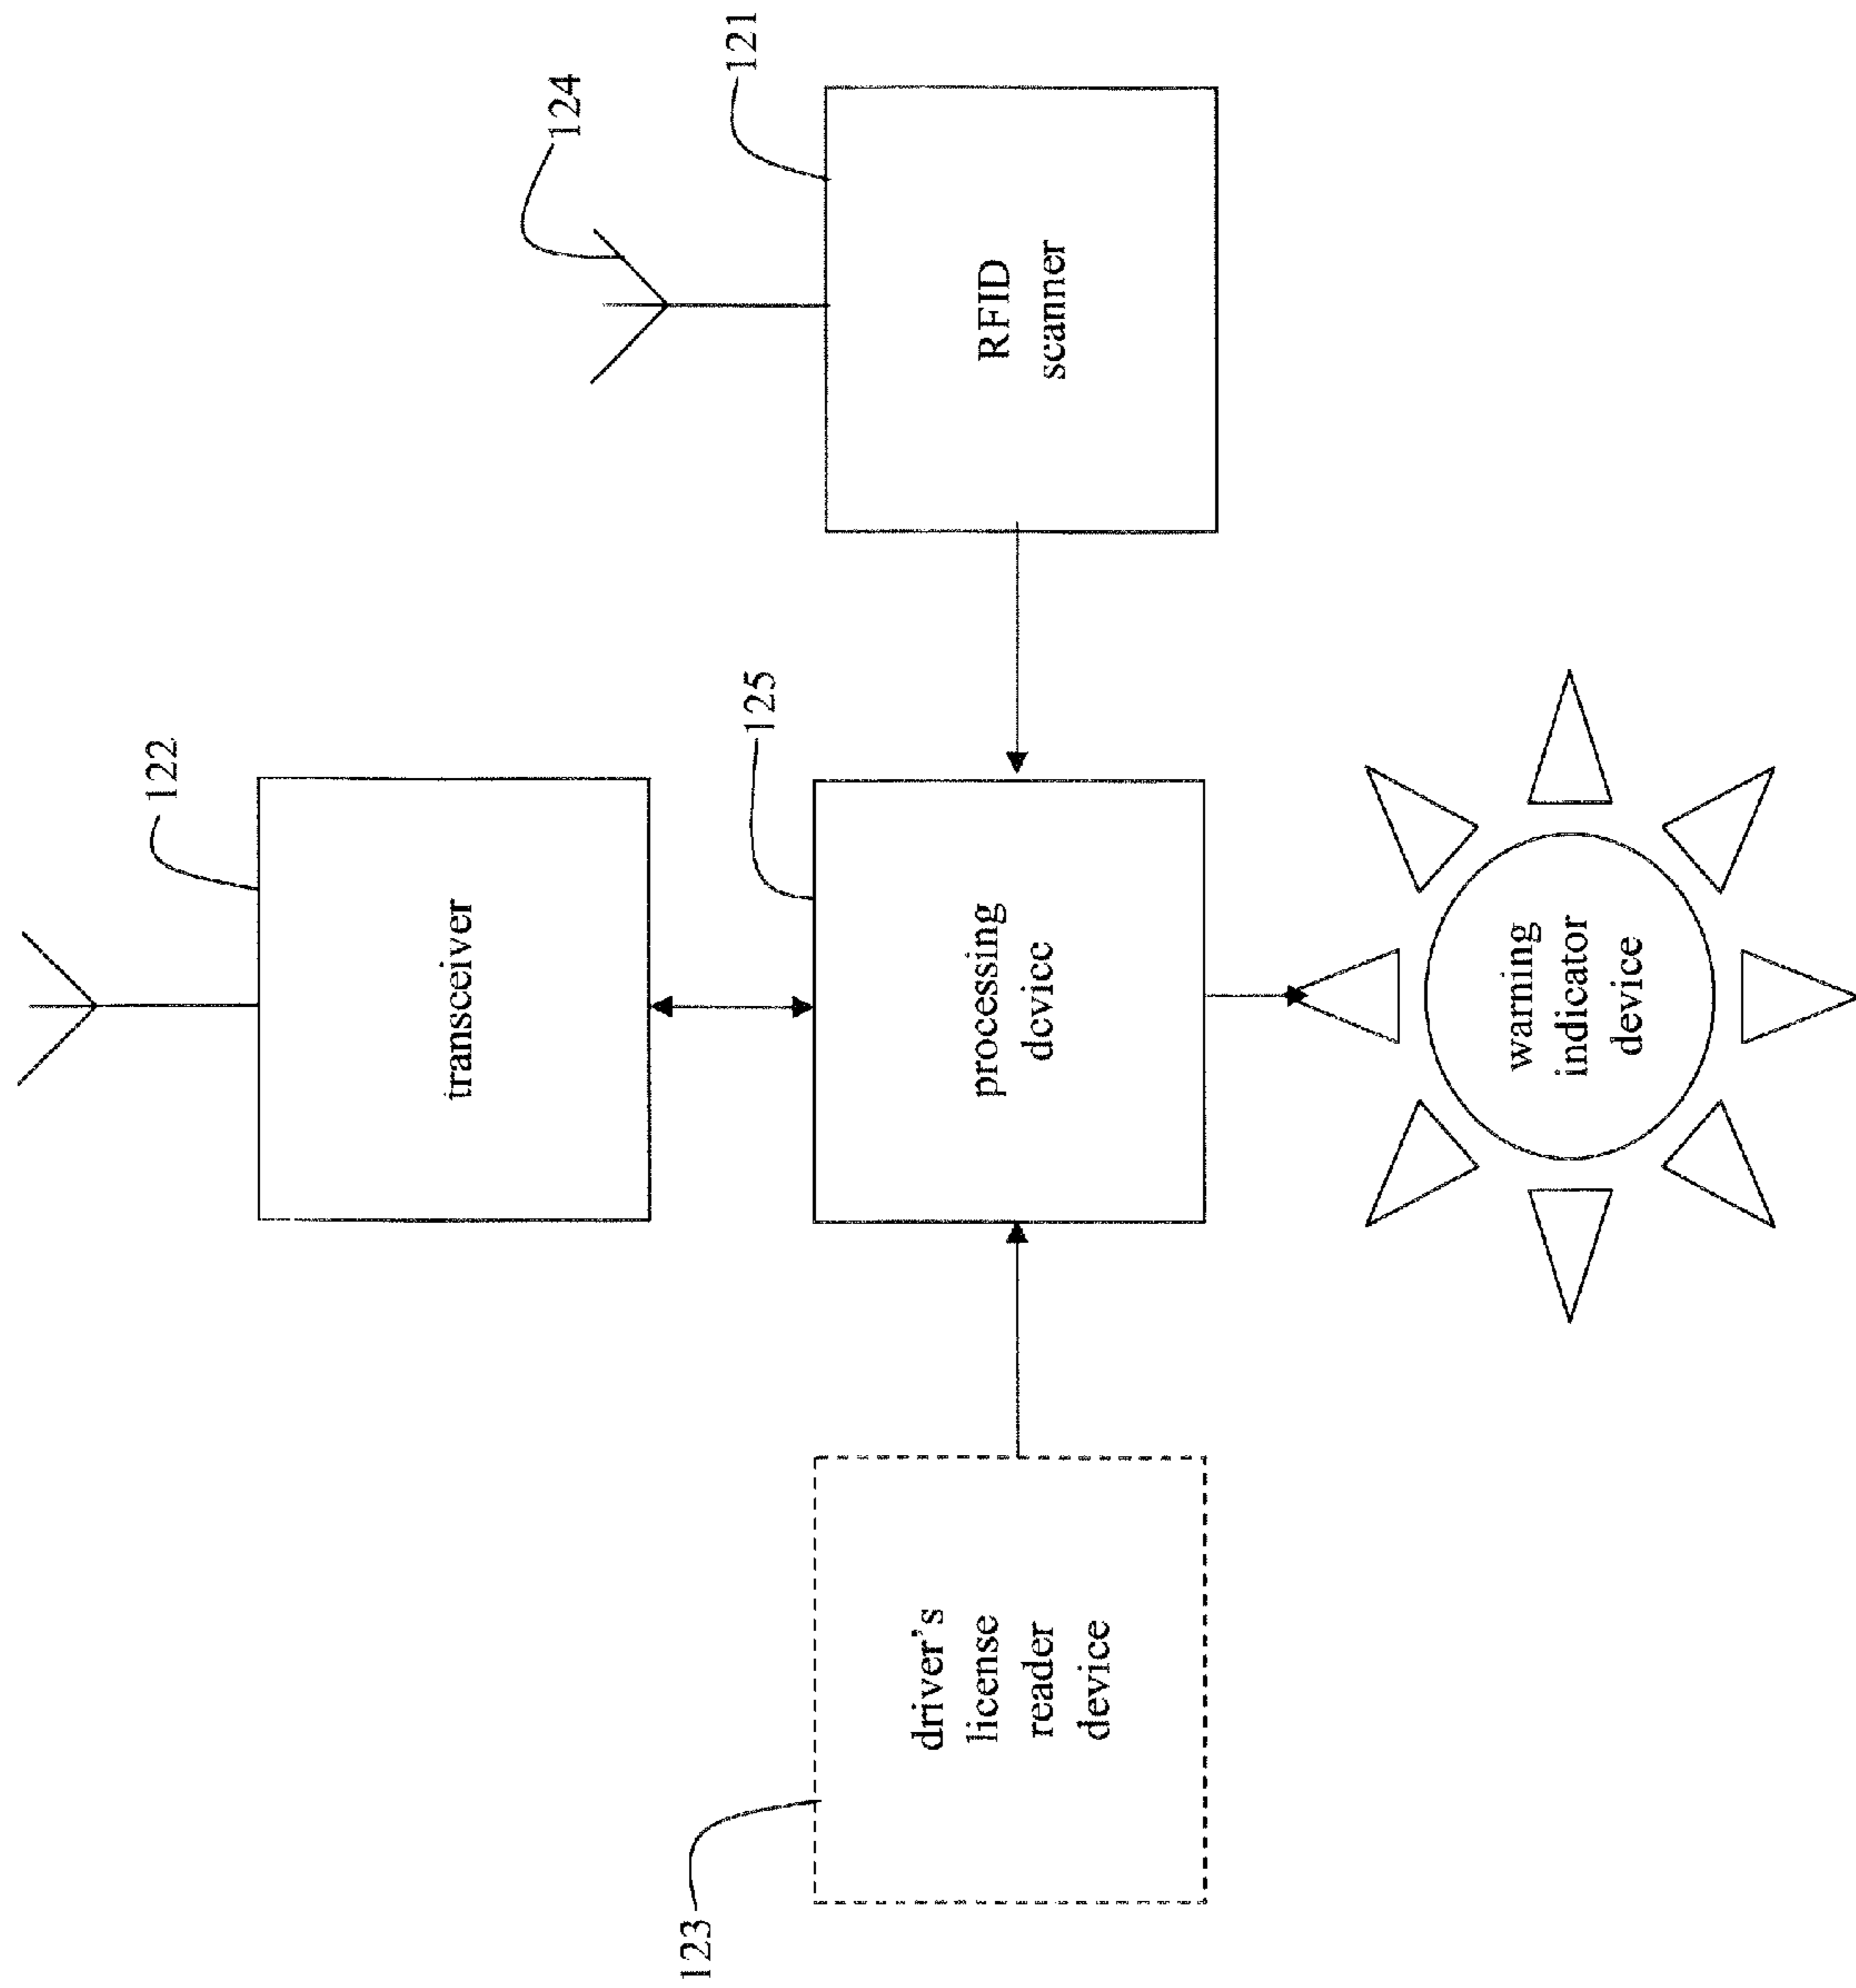 122
transceiver
124
123
125
121
driver's
license
reader
device
processing
device
RFID
scanner
warning
indicator
device